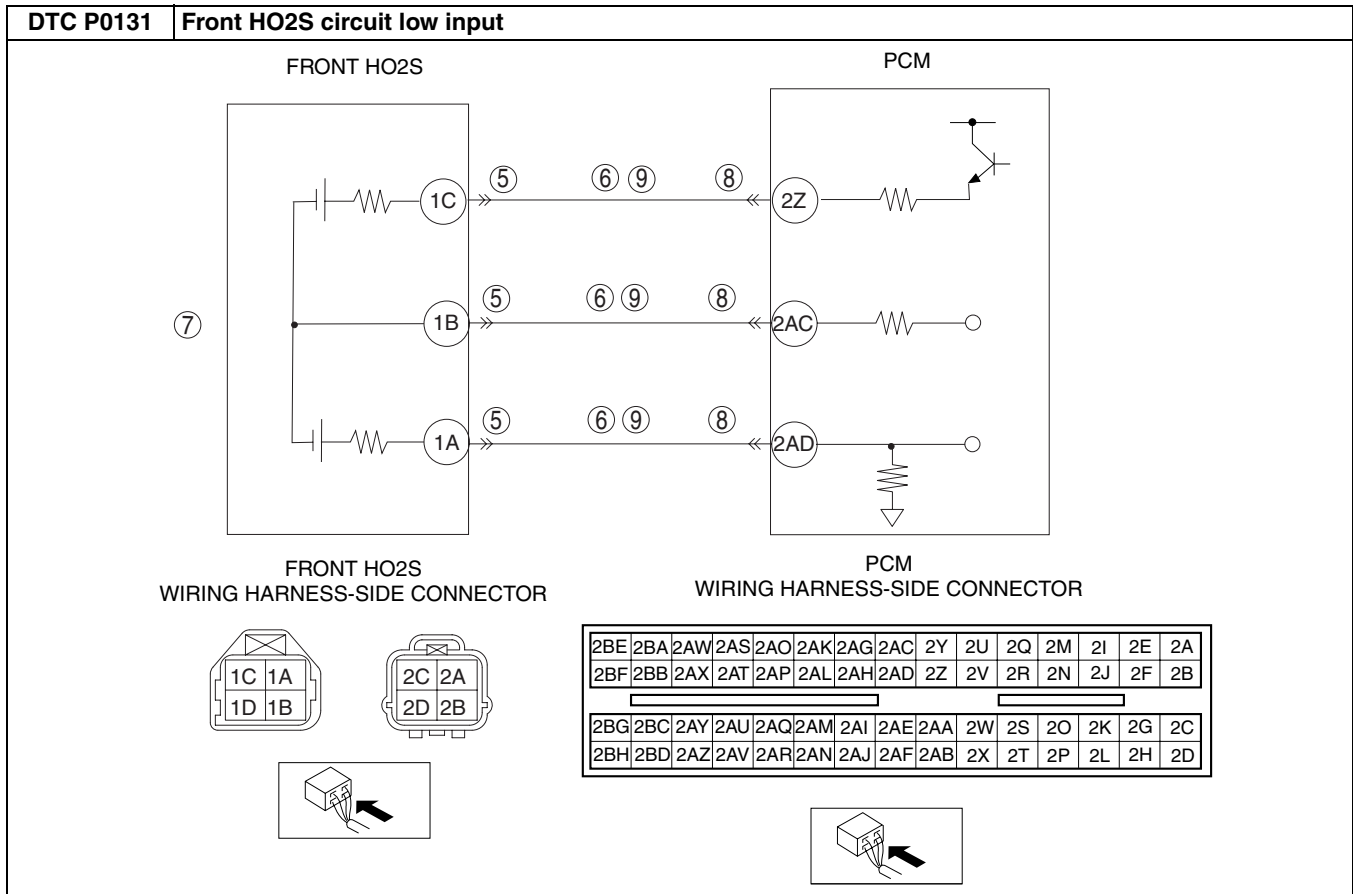 DTC P0131 Front HO2S circuit low input
FRONT HO2S PCM
1C ⑤ ⑥ ⑨ ⑧ 2Z
⑦ 1B ⑤ ⑥ ⑨ ⑧ 2AC
1A ⑤ ⑥ ⑨ ⑧ 2AD
FRONT HO2S
WIRING HARNESS-SIDE CONNECTOR
1C 1A
1D 1B
2C 2A
2D 2B
PCM
WIRING HARNESS-SIDE CONNECTOR
2BE 2BA 2AW 2AS 2AO 2AK 2AG 2AC 2Y 2U 2Q 2M 2I 2E 2A
2BF 2BB 2AX 2AT 2AP 2AL 2AH 2AD 2Z 2V 2R 2N 2J 2F 2B
2BG 2BC 2AY 2AU 2AQ 2AM 2AI 2AE 2AA 2W 2S 2O 2K 2G 2C
2BH 2BD 2AZ 2AV 2AR 2AN 2AJ 2AF 2AB 2X 2T 2P 2L 2H 2D